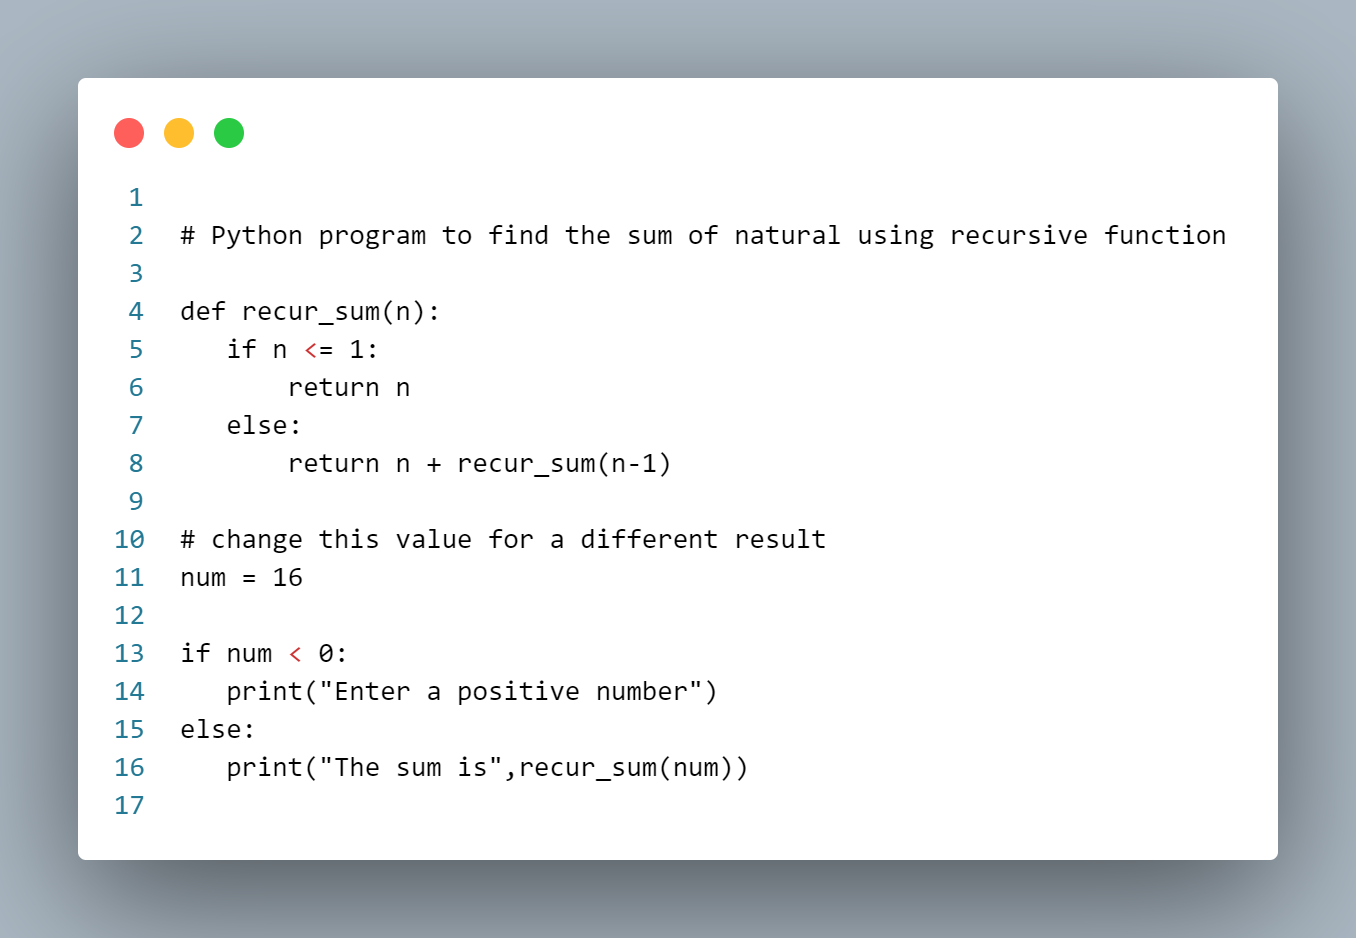 1
2 # Python program to find the sum of natural using recursive function
3
4 def recur_sum(n):
5    if n <= 1:
6        return n
7    else:
8        return n + recur_sum(n-1)
9
10 # change this value for a different result
11 num = 16
12
13 if num < 0:
14    print("Enter a positive number")
15 else:
16    print("The sum is",recur_sum(num))
17